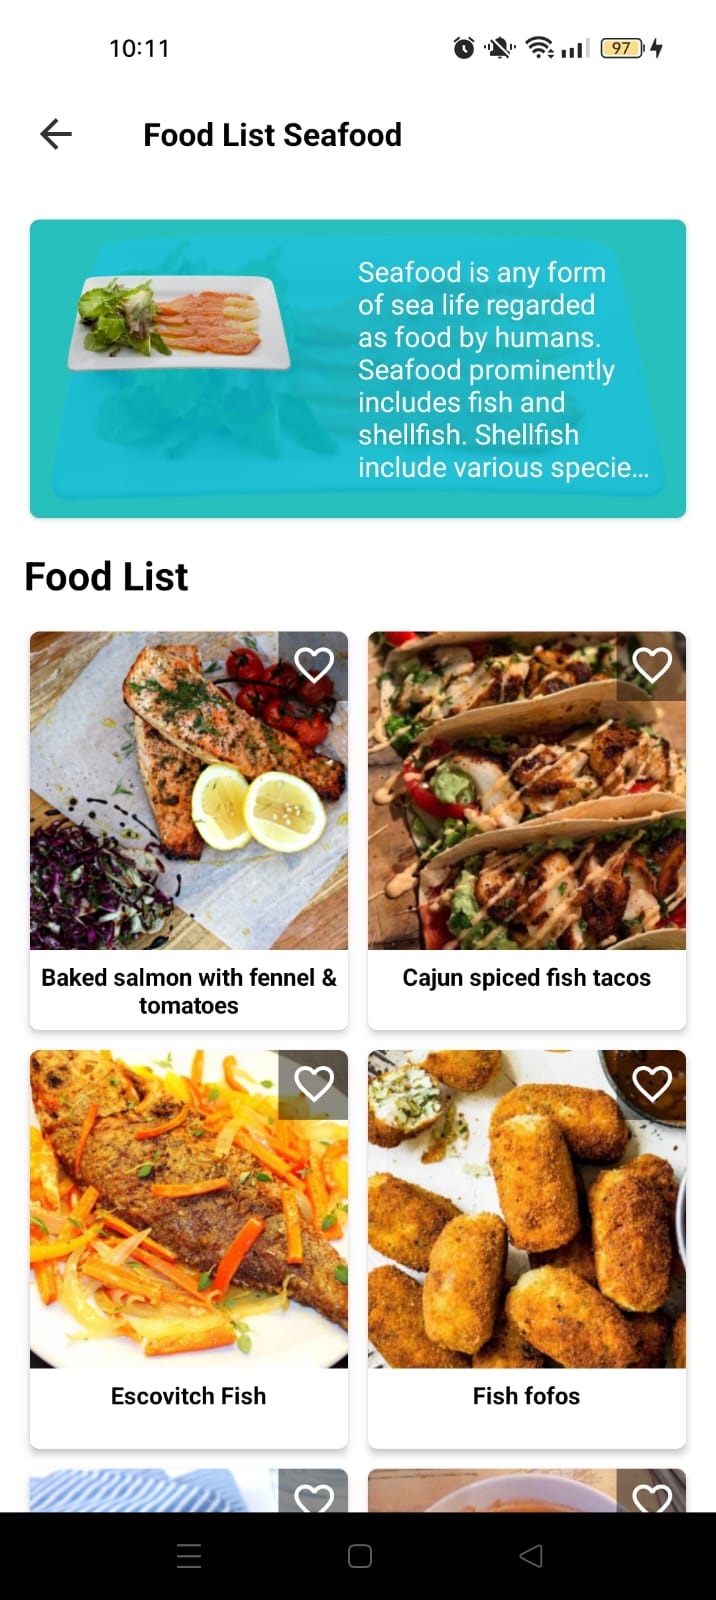 10:11
97
Food List Seafood
Seafood is any form
of sea life regarded
as food by humans.
Seafood prominently
includes fish and
shellfish. Shellfish
include various specie...
Food List
Baked salmon with fennel &
tomatoes
Cajun spiced fish tacos
Escovitch Fish
Fish fofos